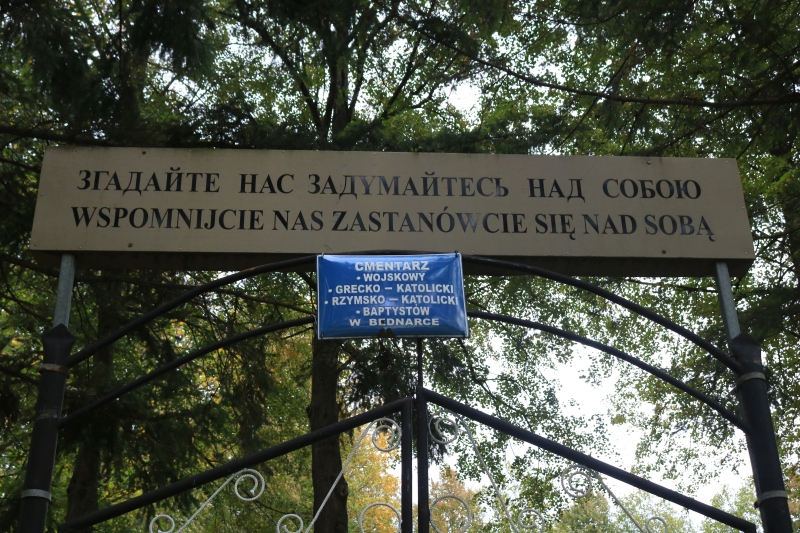 ЗГАДАЙТЕ НАС ЗАДУМАЙТЕСЬ НАД СОБОЮ
WSPOMNIJCIE NAS ZASTANÓWCIE SIĘ NAD SOBĄ
CMENTARZ
• WOJSKOWY
• GRECKO – KATOLICKI
• RZYMSKO – KATOLICKI
• BAPTYSTÓW
W BEDNARCE